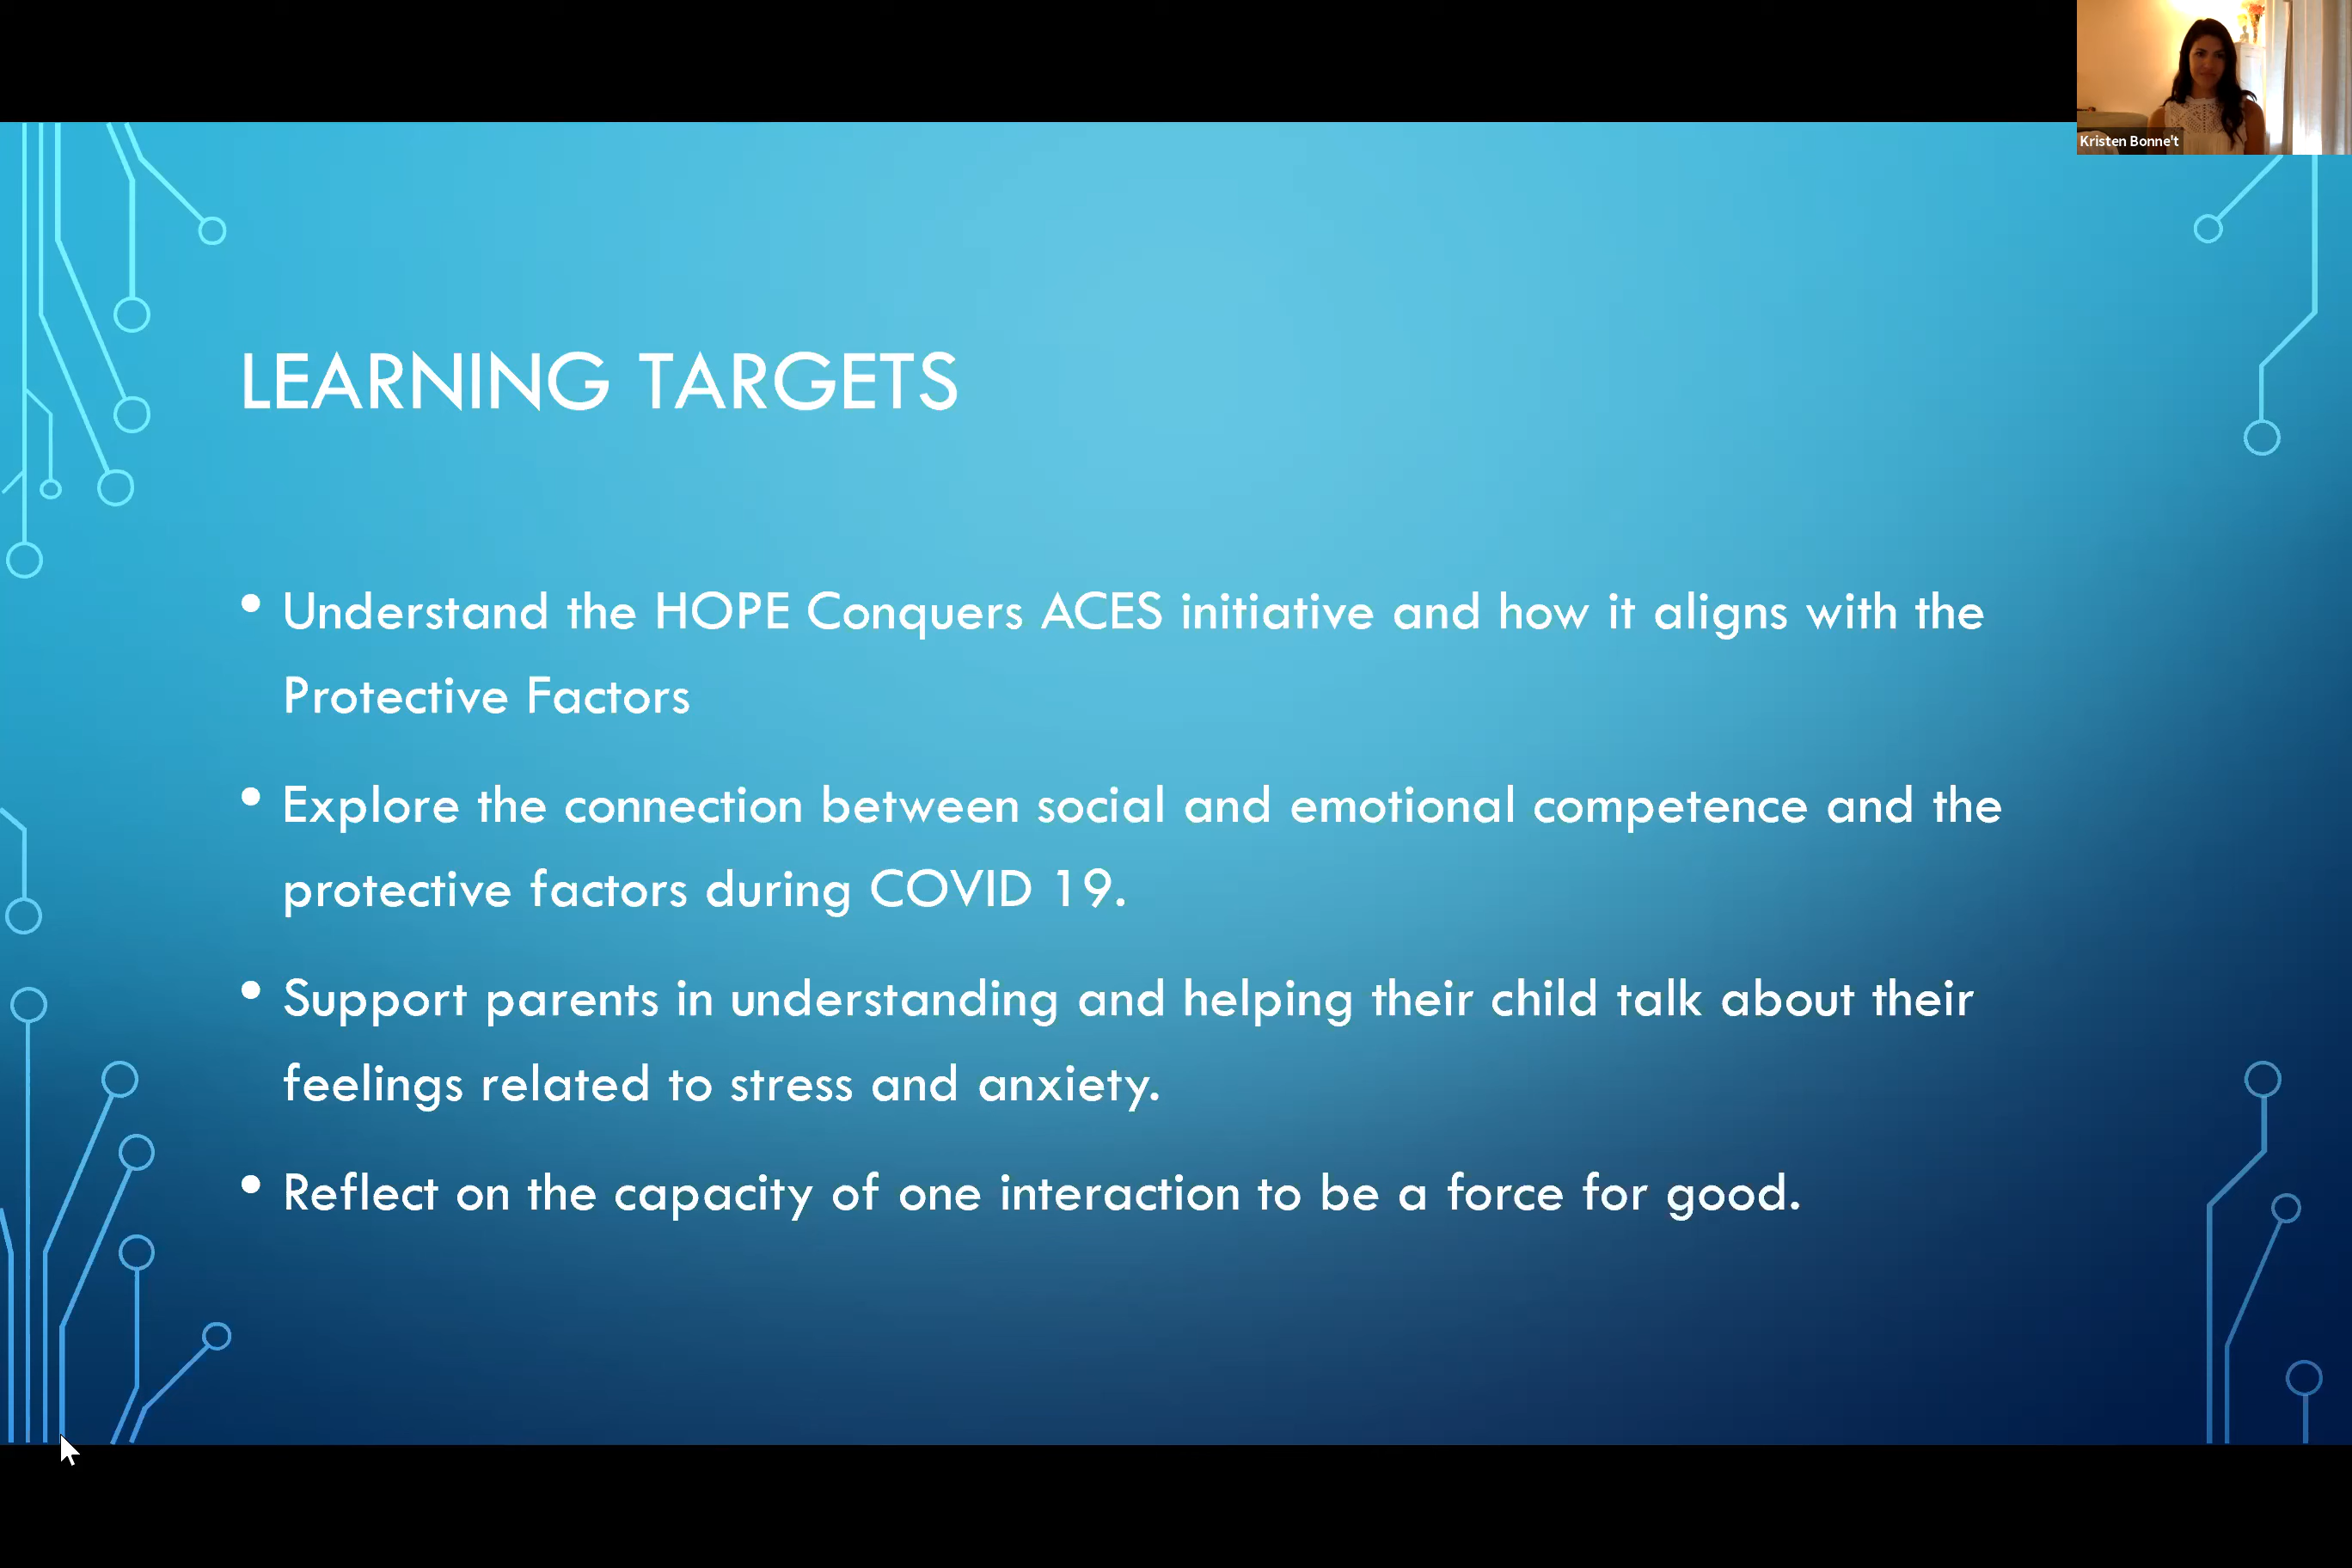 Kristen Bonne't
LEARNING TARGETS
• Understand the HOPE Conquers ACES initiative and how it aligns with the
Protective Factors
• Explore the connection between social and emotional competence and the
protective factors during COVID 19.
• Support parents in understanding and helping their child talk about their
feelings related to stress and anxiety.
• Reflect on the capacity of one interaction to be a force for good.